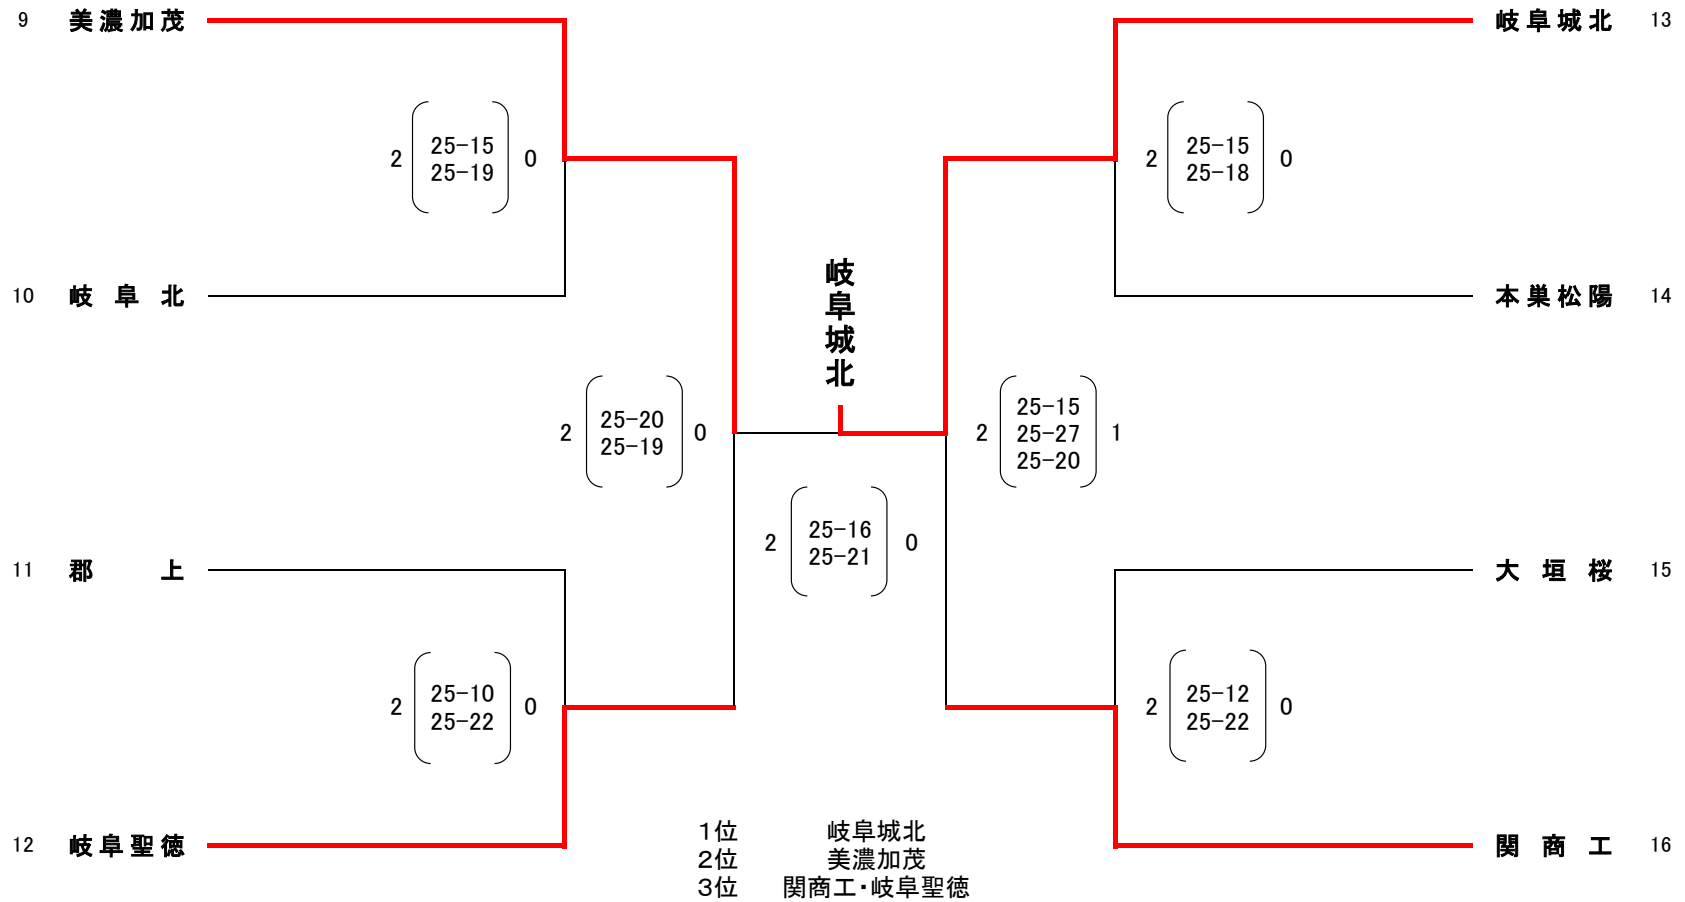 9 美濃加茂
岐阜城北 13
2 25-15 0
25-19
2 25-15 0
25-18
10 岐阜北
岐阜城北
本巣松陽 14
2 25-20 0
25-19
25-15
2 25-27 1
25-20
2 25-16 0
25-21
11 郡上
大垣桜 15
2 25-10 0
25-22
2 25-12 0
25-22
12 岐阜聖徳
関商工 16
1位 岐阜城北
2位 美濃加茂
3位 関商工・岐阜聖徳